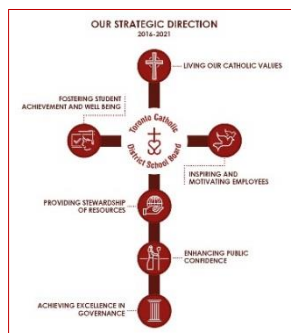 OUR STRATEGIC DIRECTION
2016-2021
LIVING OUR CATHOLIC VALUES
FOSTERING STUDENT
ACHIEVEMENT AND WELL BEING
Toronto Catholic
District School Board
INSPIRING AND
MOTIVATING EMPLOYEES
PROVIDING STEWARDSHIP
OF RESOURCES
ENHANCING PUBLIC
CONFIDENCE
ACHIEVING EXCELLENCE IN
GOVERNANCE